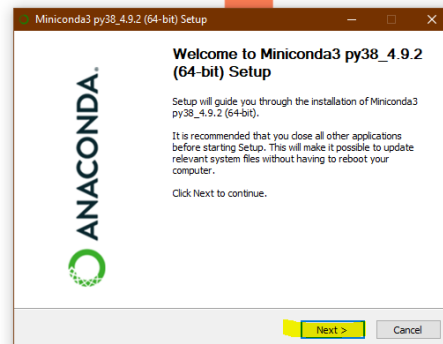 Miniconda3 py38_4.9.2 (64-bit) Setup
ANACONDA.
Welcome to Miniconda3 py38_4.9.2
(64-bit) Setup
Setup will guide you through the installation of Miniconda3
py38_4.9.2 (64-bit).
It is recommended that you close all other applications
before starting Setup. This will make it possible to update
relevant system files without having to reboot your
computer.
Click Next to continue.
Next >
Cancel